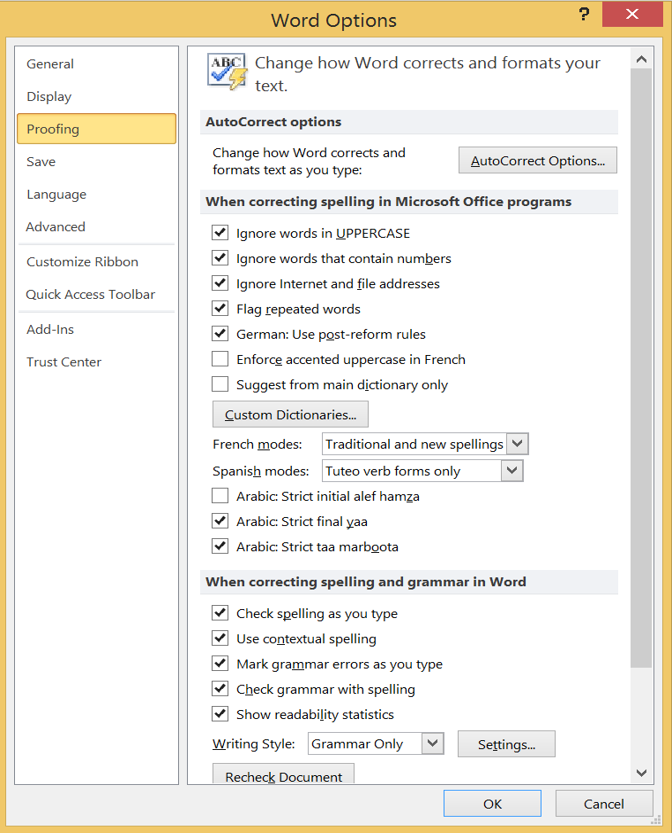 Word Options
?
General
Display
Proofing
Save
Language
Advanced
Customize Ribbon
Quick Access Toolbar
Add-Ins
Trust Center
ABC
Change how Word corrects and formats your
text.
AutoCorrect options
Change how Word corrects and
formats text as you type:
AutoCorrect Options...
When correcting spelling in Microsoft Office programs
Ignore words in UPPERCASE
Ignore words that contain numbers
Ignore Internet and file addresses
Flag repeated words
German: Use post-reform rules
Enforce accented uppercase in French
Suggest from main dictionary only
Custom Dictionaries...
French modes: Traditional and new spellings
Spanish modes: Tuteo verb forms only
Arabic: Strict initial alef hamza
Arabic: Strict final yaa
Arabic: Strict taa marboota
When correcting spelling and grammar in Word
Check spelling as you type
Use contextual spelling
Mark grammar errors as you type
Check grammar with spelling
Show readability statistics
Writing Style: Grammar Only Settings...
Recheck Document
OK Cancel